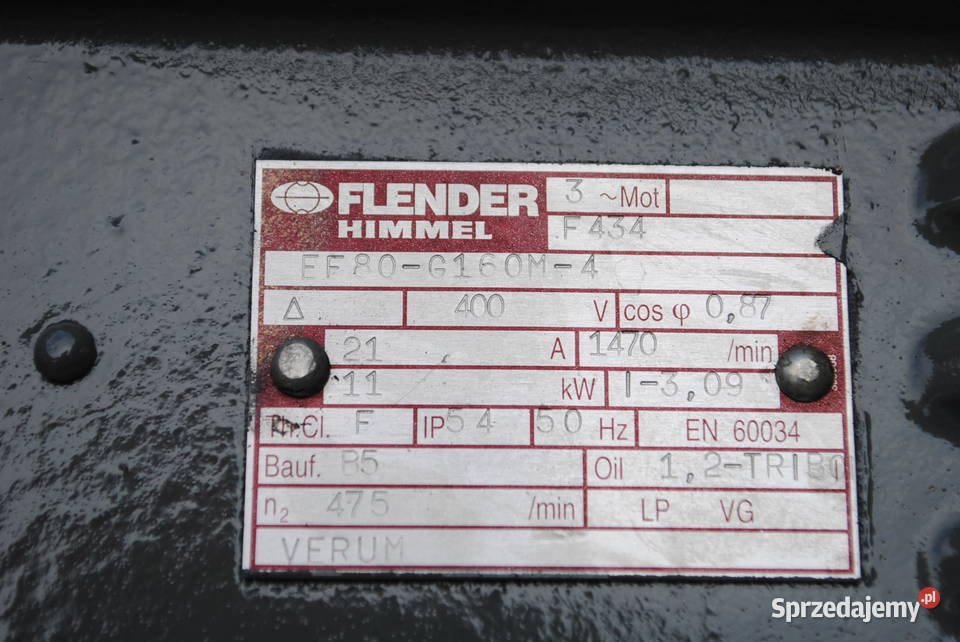 FLENDER
HIMMEL
3 ~Mot
F434
EF80-G160M-4
Δ 400 V cos φ 0,87
21 A 1470 /min
11 kW I-3,09
Th.Cl. F IP54 50 Hz EN 60034
Bauf. B5 Oil 1,2-TRIBO
n₂ 475 /min LP VG
VERUM
Sprzedajemy.pl